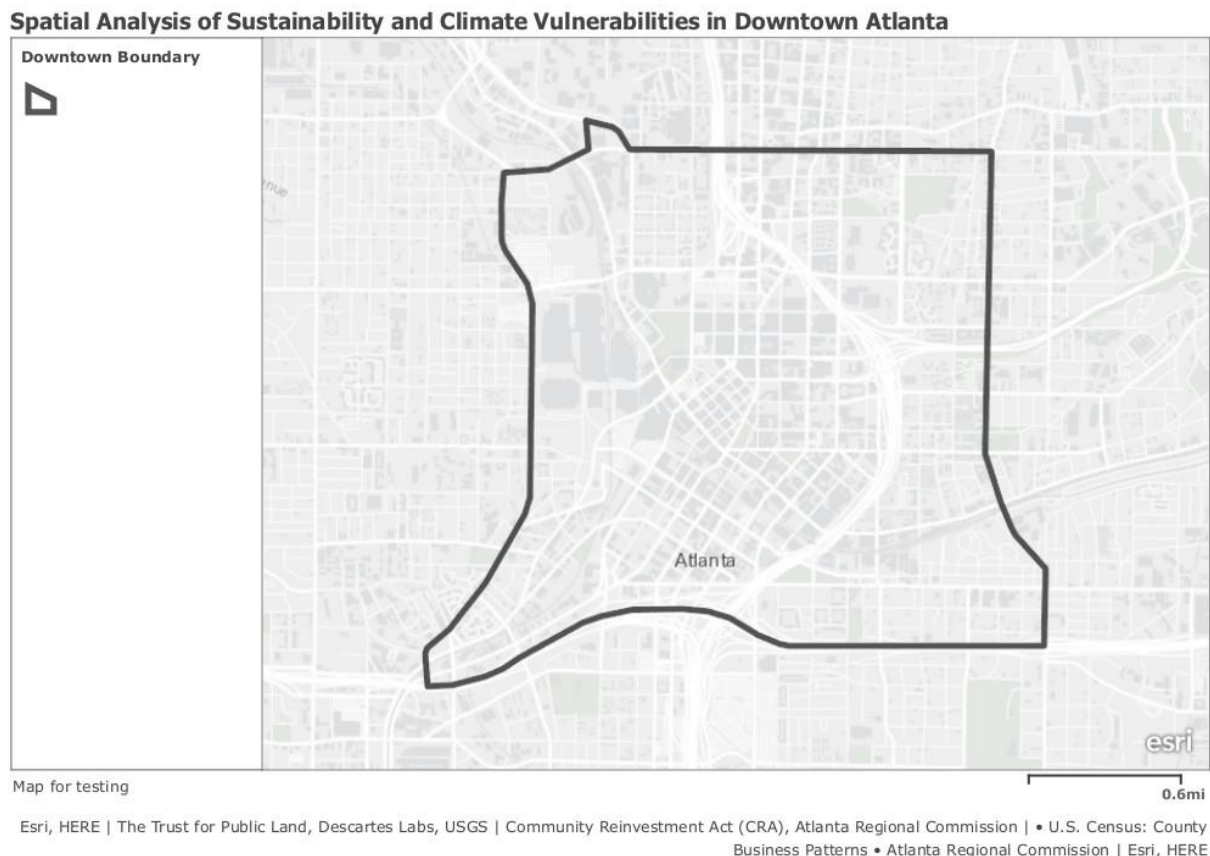 Spatial Analysis of Sustainability and Climate Vulnerabilities in Downtown Atlanta
Downtown Boundary
Atlanta
esri
Map for testing
0.6mi
Esri, HERE | The Trust for Public Land, Descartes Labs, USGS | Community Reinvestment Act (CRA), Atlanta Regional Commission | • U.S. Census: County
Business Patterns • Atlanta Regional Commission | Esri, HERE